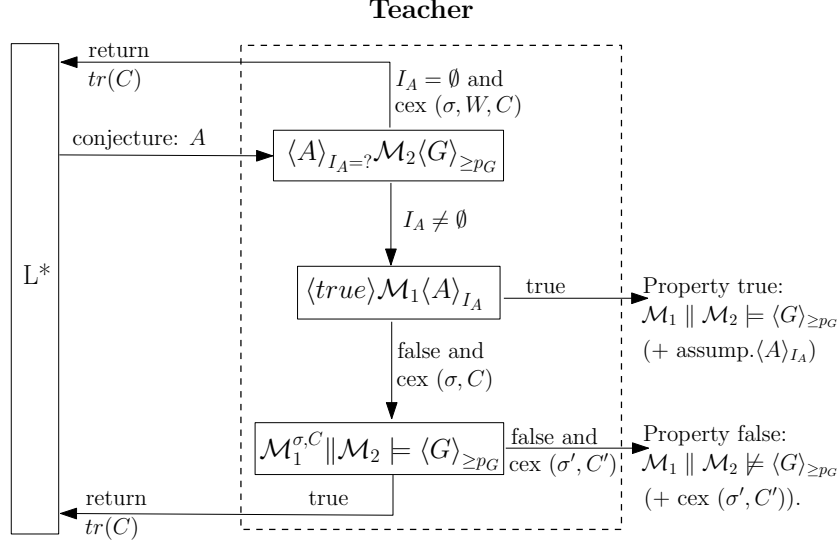 Teacher
return
tr(C)
I_A = ∅ and
cex (σ, W, C)
conjecture: A
⟨A⟩_{I_A=?} ℳ_2 ⟨G⟩_{≥p_G}
I_A ≠ ∅
L*
⟨true⟩ℳ_1⟨A⟩_{I_A}
true
Property true:
ℳ_1 ∥ ℳ_2 ⊨ ⟨G⟩_{≥p_G}
(+ assump.⟨A⟩_{I_A})
false and
cex (σ, C)
ℳ_1^{σ,C}∥ℳ_2 ⊨ ⟨G⟩_{≥p_G}
false and
cex (σ′, C′)
Property false:
ℳ_1 ∥ ℳ_2 ⊭ ⟨G⟩_{≥p_G}
(+ cex (σ′, C′)).
return
tr(C)
true